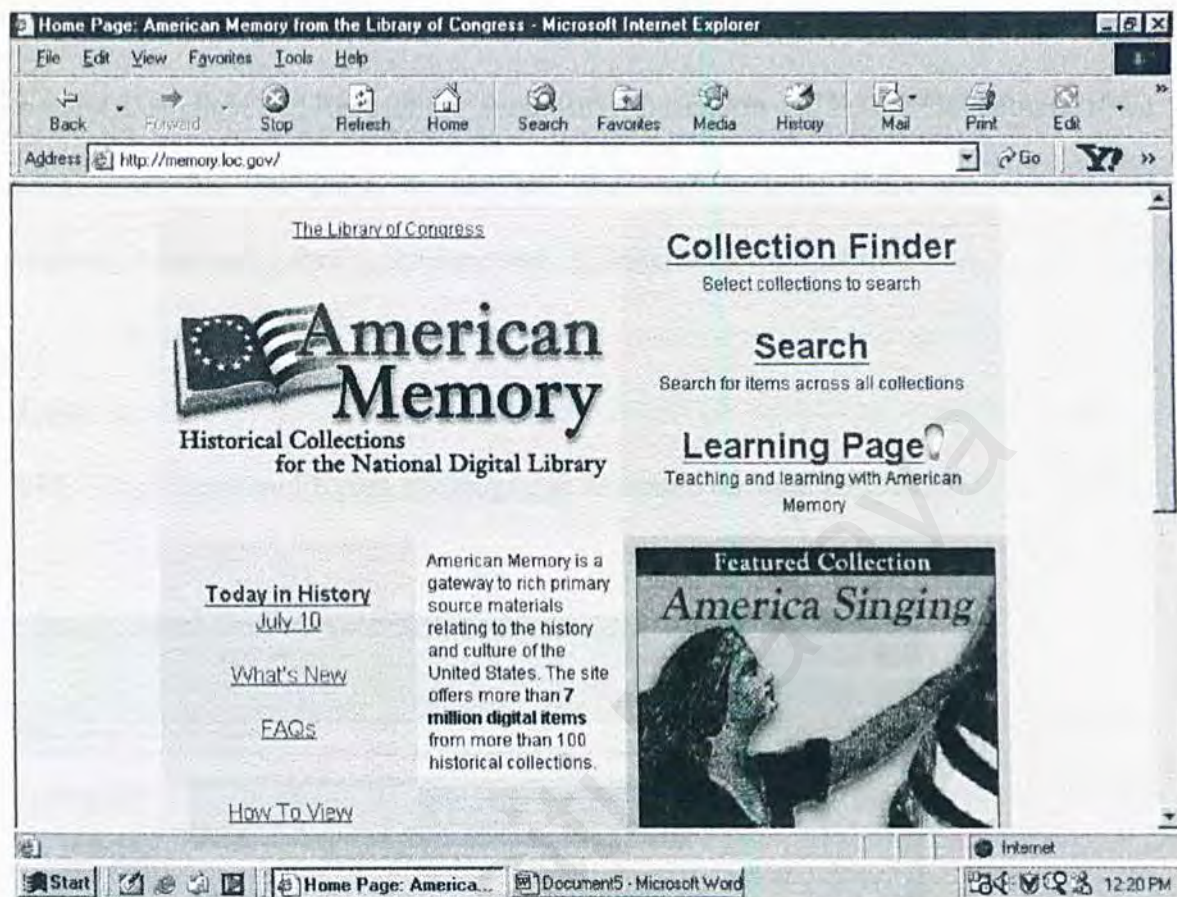 Home Page: American Memory from the Library of Congress - Microsoft Internet Explorer
File Edit View Favorites Tools Help
Back Forward Stop Refresh Home Search Favorites Media History Mail Print Edit
Address http://memory.loc.gov/ Go Y! »
The Library of Congress
American
Memory
Historical Collections
for the National Digital Library
Collection Finder
Select collections to search
Search
Search for items across all collections
Learning Page
Teaching and learning with American
Memory
Today in History
July 10
What's New
FAQs
How To View
American Memory is a
gateway to rich primary
source materials
relating to the history
and culture of the
United States. The site
offers more than 7
million digital items
from more than 100
historical collections.
Featured Collection
America Singing
Internet
Start Home Page: America... Document5 - Microsoft Word 12:20 PM